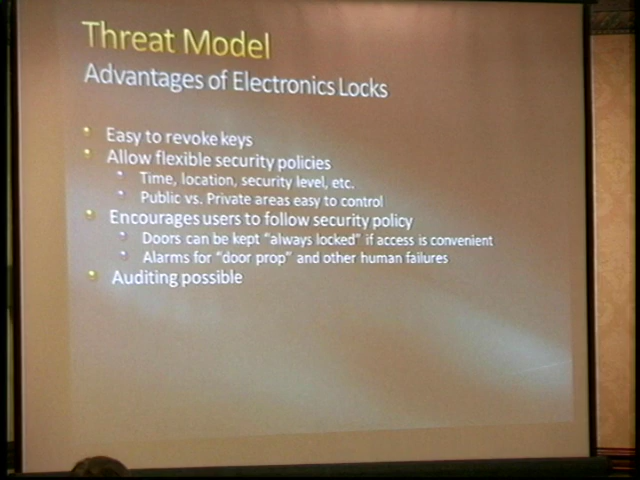 Threat Model
Advantages of Electronics Locks
Easy to revoke keys
Allow flexible security policies
Time, location, security level, etc.
Public vs. Private areas easy to control
Encourages users to follow security policy
Doors can be kept “always locked” if access is convenient
Alarms for “door prop” and other human failures
Auditing possible